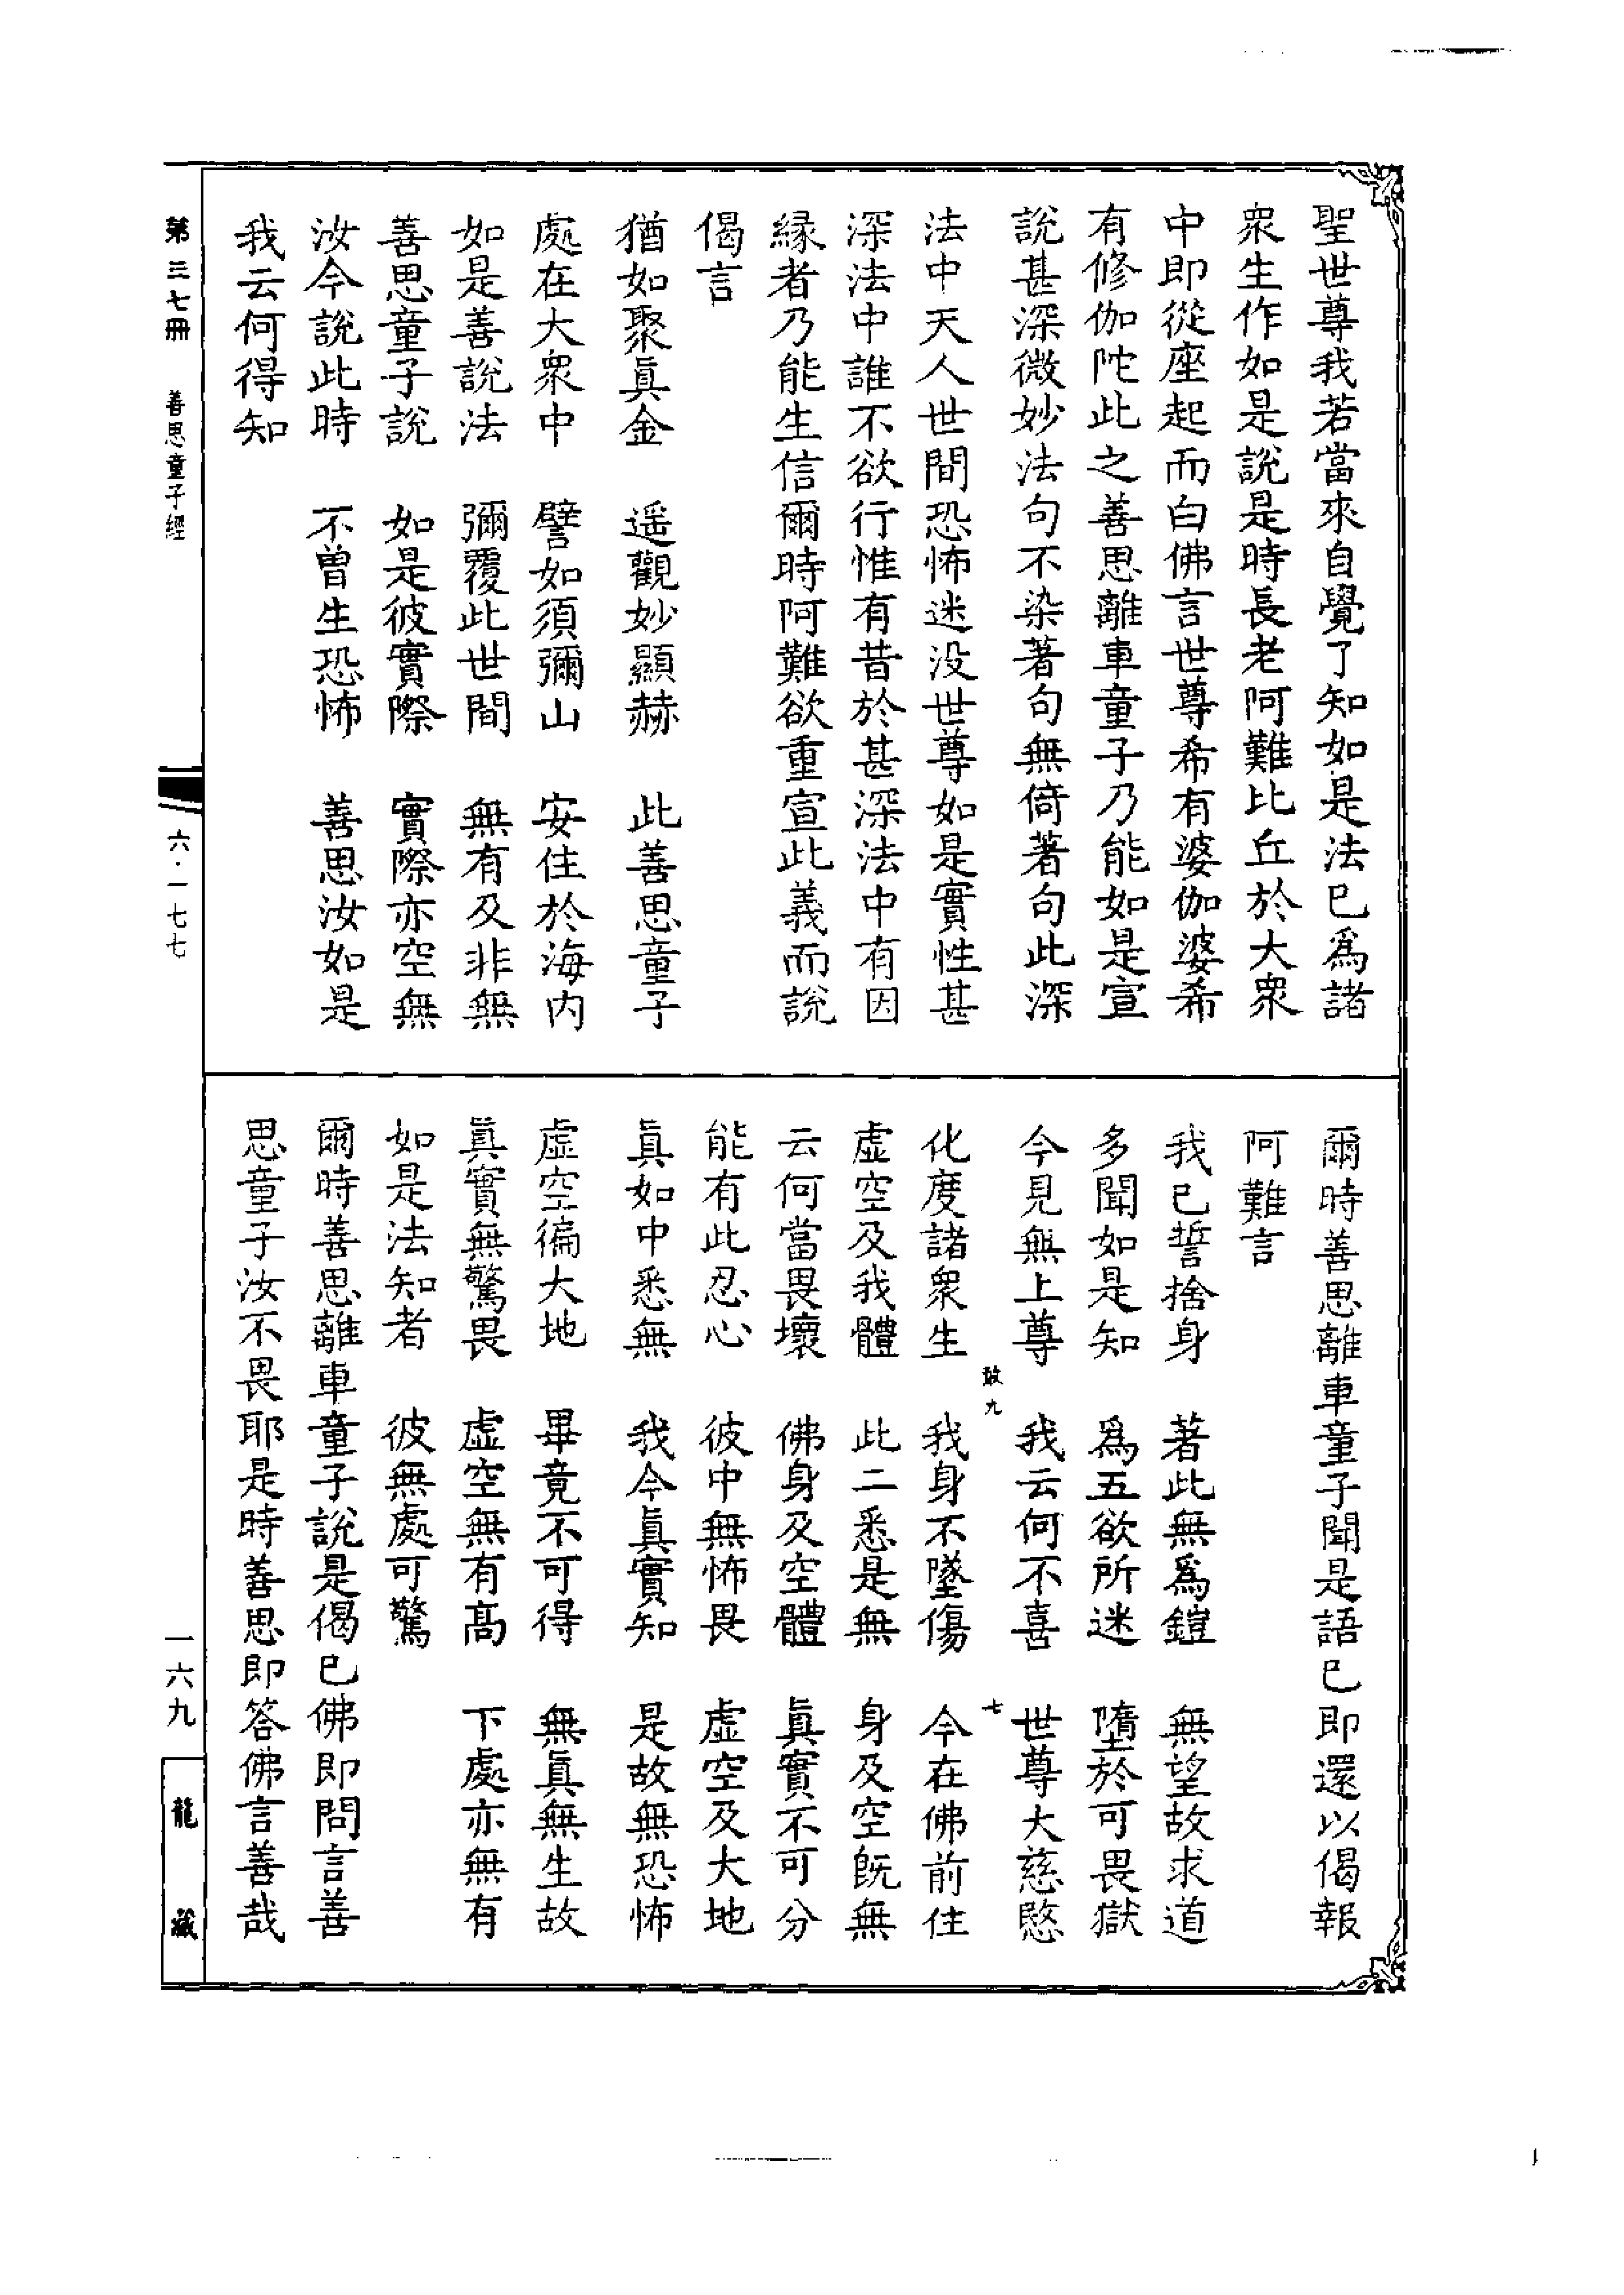 聖世尊我若當來自覺了知如是法已爲諸
衆生作如是說是時長老阿難比丘於大衆
中即從座起而白佛言世尊希有婆伽婆希
有修伽陀此之善思離車童子乃能如是宣
說甚深微妙法句不染著句無倚著句此深
法中天人世間恐怖迷没世尊如是實性甚
深法中誰不欲行惟有昔於甚深法中有因
縁者乃能生信爾時阿難欲重宣此義而說
偈言
猶如聚眞金　遥觀妙顯赫　此善思童子
處在大衆中　譬如須彌山　安住於海内
如是善說法　彌覆此世間　無有及非無
善思童子說　如是彼實際　實際亦空無
汝今說此時　不曾生恐怖　善思汝如是
我云何得知
爾時善思離車童子聞是語已即還以偈報
阿難言
我已誓捨身　著此無爲鎧　無望故求道
多聞如是知　爲五欲所迷　墮於可畏獄
今見無上尊　我云何不喜　世尊大慈愍
敢九　七
化度諸衆生　我身不墜傷　今在佛前住
虚空及我體　此二悉是無　身及空旣無
云何當畏壞　佛身及空體　眞實不可分
能有此忍心　彼中無怖畏　虚空及大地
眞如中悉無　我今眞實知　是故無恐怖
虚空徧大地　畢竟不可得　無眞無生故
眞實無驚畏　虚空無有高　下處亦無有
如是法知者　彼無處可驚
爾時善思離車童子說是偈已佛即問言善
思童子汝不畏耶是時善思即答佛言善哉
第三七冊　善思童子經
六·一七七
一六九
龍藏